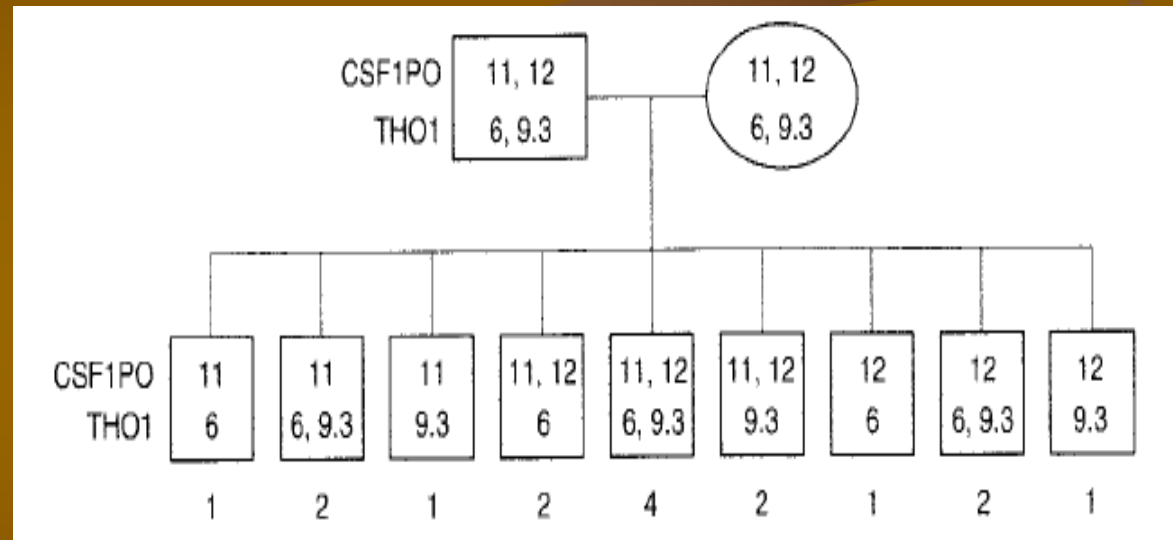 CSF1PO 11, 12 11, 12
THO1 6, 9.3 6, 9.3
CSF1PO 11 11 11 11, 12 11, 12 11, 12 12 12 12
THO1 6 6, 9.3 9.3 6 6, 9.3 9.3 6 6, 9.3 9.3
1 2 1 2 4 2 1 2 1